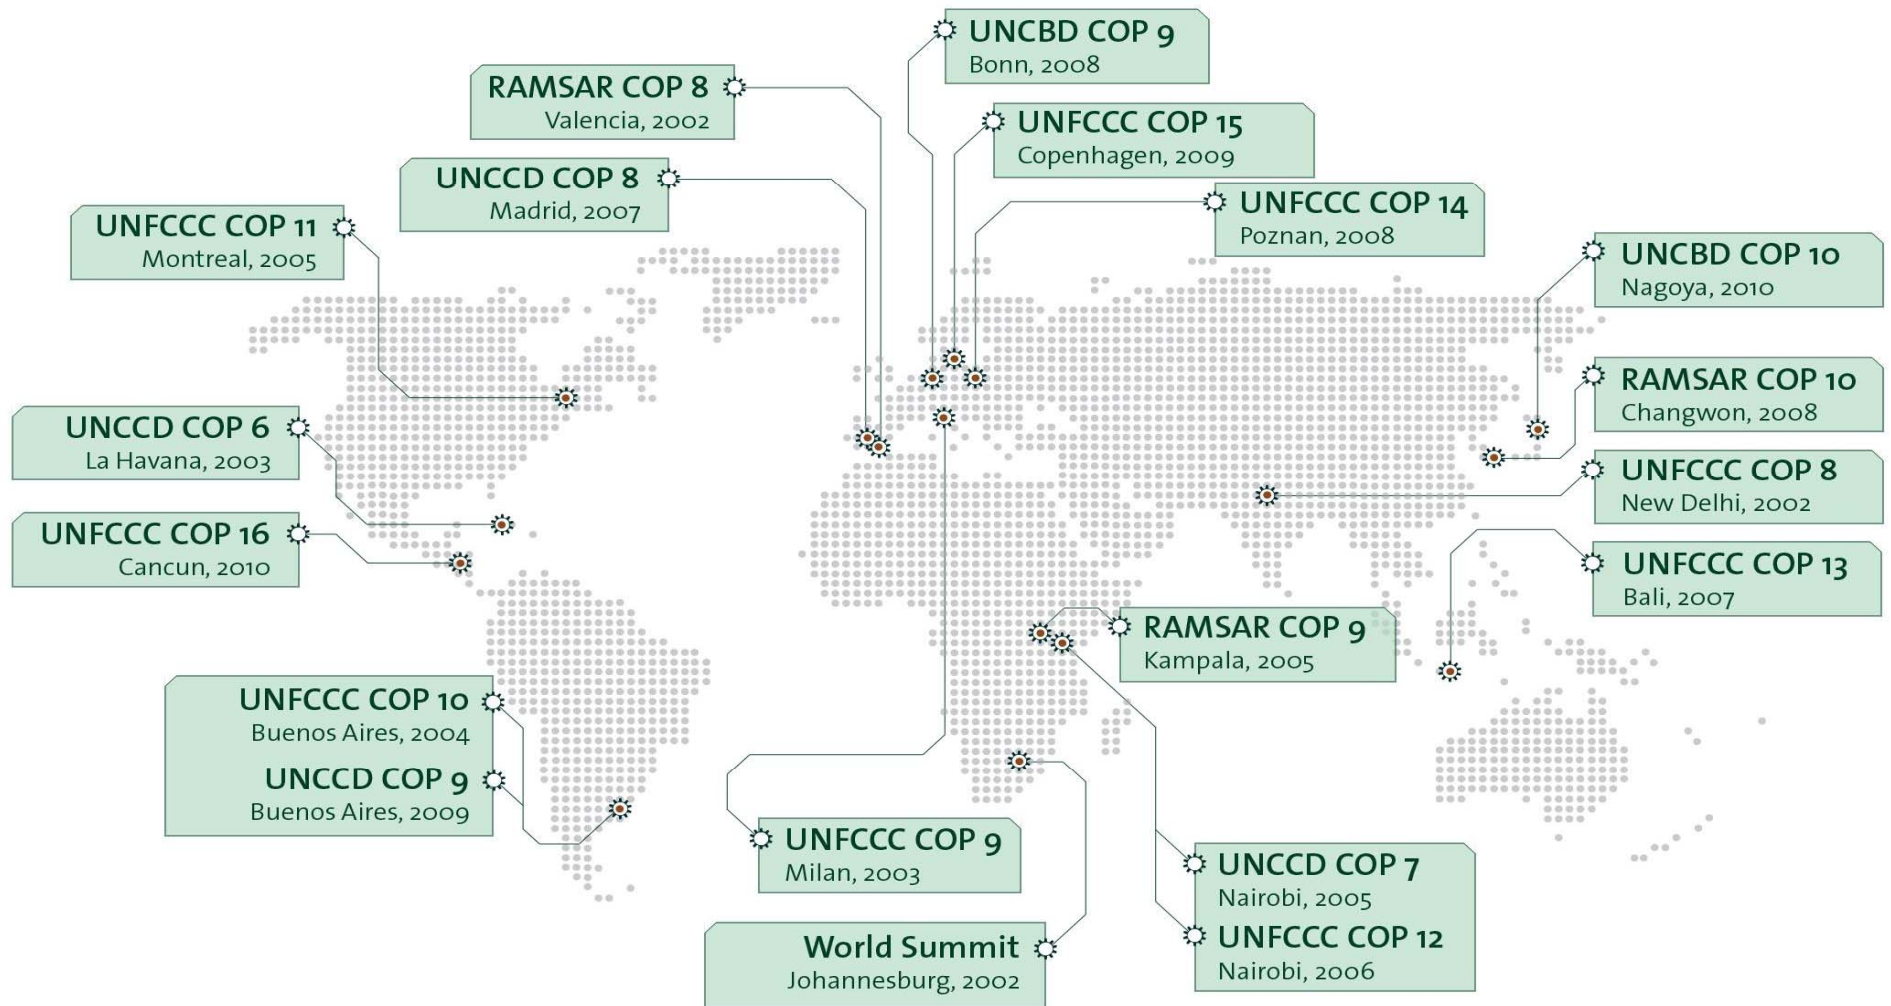 UNCBD COP 9
Bonn, 2008
RAMSAR COP 8
Valencia, 2002
UNFCCC COP 15
Copenhagen, 2009
UNCCD COP 8
Madrid, 2007
UNFCCC COP 14
Poznan, 2008
UNFCCC COP 11
Montreal, 2005
UNCBD COP 10
Nagoya, 2010
RAMSAR COP 10
Changwon, 2008
UNCCD COP 6
La Havana, 2003
UNFCCC COP 8
New Delhi, 2002
UNFCCC COP 16
Cancun, 2010
UNFCCC COP 13
Bali, 2007
RAMSAR COP 9
Kampala, 2005
UNFCCC COP 10
Buenos Aires, 2004
UNCCD COP 9
Buenos Aires, 2009
UNFCCC COP 9
Milan, 2003
UNCCD COP 7
Nairobi, 2005
UNFCCC COP 12
Nairobi, 2006
World Summit
Johannesburg, 2002